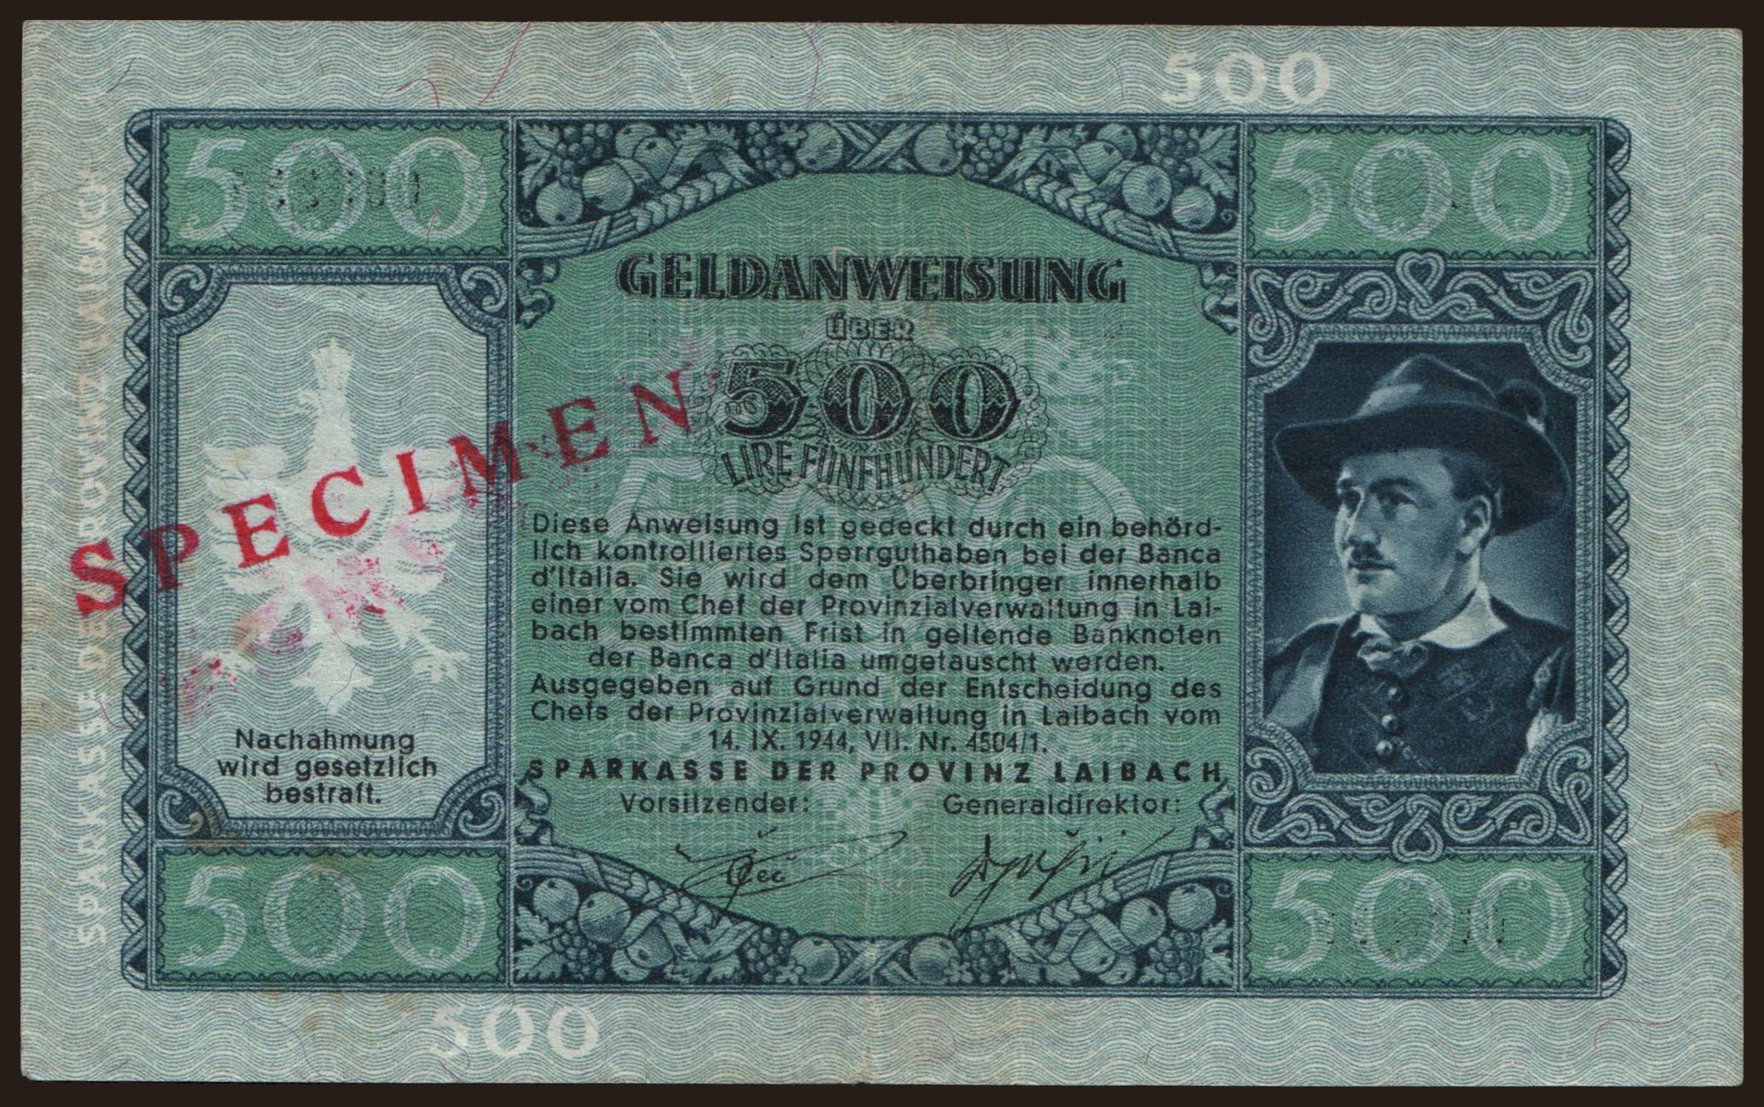 500
500
500
GELDANWEISUNG
ÜBER
500
LIRE FÜNFHUNDERT
SPECIMEN
Diese Anweisung ist gedeckt durch ein behörd-
lich kontrolliertes Sperrguthaben bei der Banca
d'Italia. Sie wird dem Überbringer innerhalb
einer vom Chef der Provinzialverwaltung in Lai-
bach bestimmten Frist in geltende Banknoten
der Banca d'Italia umgetauscht werden.
Ausgegeben auf Grund der Entscheidung des
Chefs der Provinzialverwaltung in Laibach vom
14. IX. 1944, VII. Nr. 4504/1.
SPARKASSE DER PROVINZ LAIBACH
Vorsitzender: Generaldirektor:
Nachahmung
wird gesetzlich
bestraft.
500
500
500
500
SPARKASSE DER PROVINZ LAIBACH